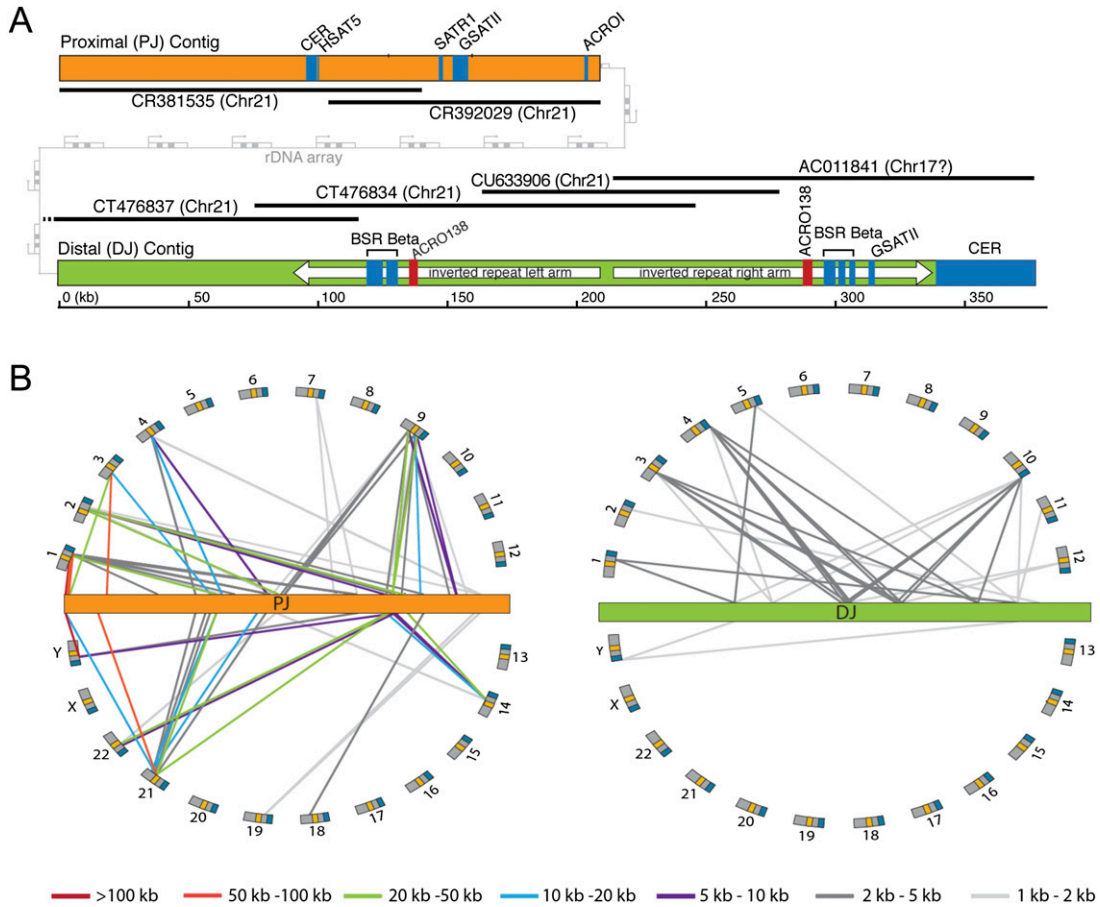 A
Proximal (PJ) Contig
CER
HSAT5
SATR1
GSATII
ACROI
CR381535 (Chr21)
CR392029 (Chr21)
rDNA array
AC011841 (Chr17?)
CU633906 (Chr21)
CT476834 (Chr21)
CT476837 (Chr21)
Distal (DJ) Contig
BSR Beta
ACRO138
ACRO138
BSR Beta
GSATII
CER
inverted repeat left arm
inverted repeat right arm
0 (kb)
50
100
150
200
250
300
350
B
1
2
3
4
5
6
7
8
9
10
11
12
13
14
15
16
17
18
19
20
21
22
X
Y
PJ
1
2
3
4
5
6
7
8
9
10
11
12
13
14
15
16
17
18
19
20
21
22
X
Y
DJ
>100 kb
50 kb -100 kb
20 kb -50 kb
10 kb -20 kb
5 kb - 10 kb
2 kb - 5 kb
1 kb - 2 kb